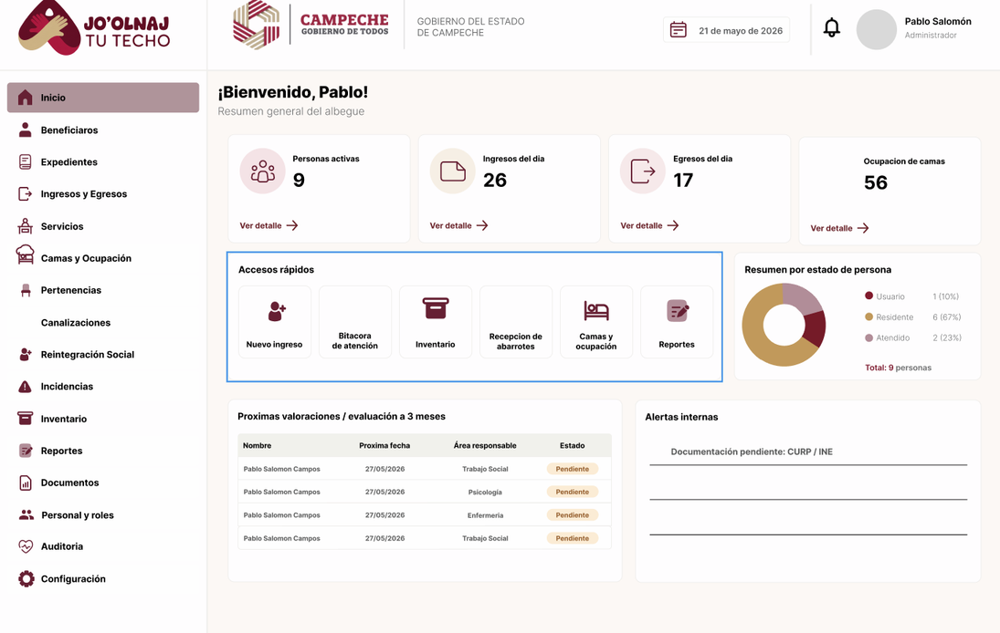 JO'OLNAJ
TU TECHO
CAMPECHE
GOBIERNO DE TODOS
GOBIERNO DEL ESTADO
DE CAMPECHE
21 de mayo de 2026
Pablo Salomón
Administrador
Inicio
Beneficiaros
Expedientes
Ingresos y Egresos
Servicios
Camas y Ocupación
Pertenencias
Canalizaciones
Reintegración Social
Incidencias
Inventario
Reportes
Documentos
Personal y roles
Auditoria
Configuración
¡Bienvenido, Pablo!
Resumen general del albegue
Personas activas
9
Ver detalle
Ingresos del dia
26
Ver detalle
Egresos del dia
17
Ver detalle
Ocupacion de camas
56
Ver detalle
Accesos rápidos
Nuevo ingreso
Bitacora
de atención
Inventario
Recepcion de
abarrotes
Camas y
ocupación
Reportes
Resumen por estado de persona
Usuario 1 (10%)
Residente 6 (67%)
Atendido 2 (23%)
Total: 9 personas
Proximas valoraciones / evaluación a 3 meses
Nombre Proxima fecha Área responsable Estado
Pablo Salomon Campos 27/05/2026 Trabajo Social Pendiente
Pablo Salomon Campos 27/05/2026 Psicología Pendiente
Pablo Salomon Campos 27/05/2026 Enfermería Pendiente
Pablo Salomon Campos 27/05/2026 Trabajo Social Pendiente
Alertas internas
Documentación pendiente: CURP / INE